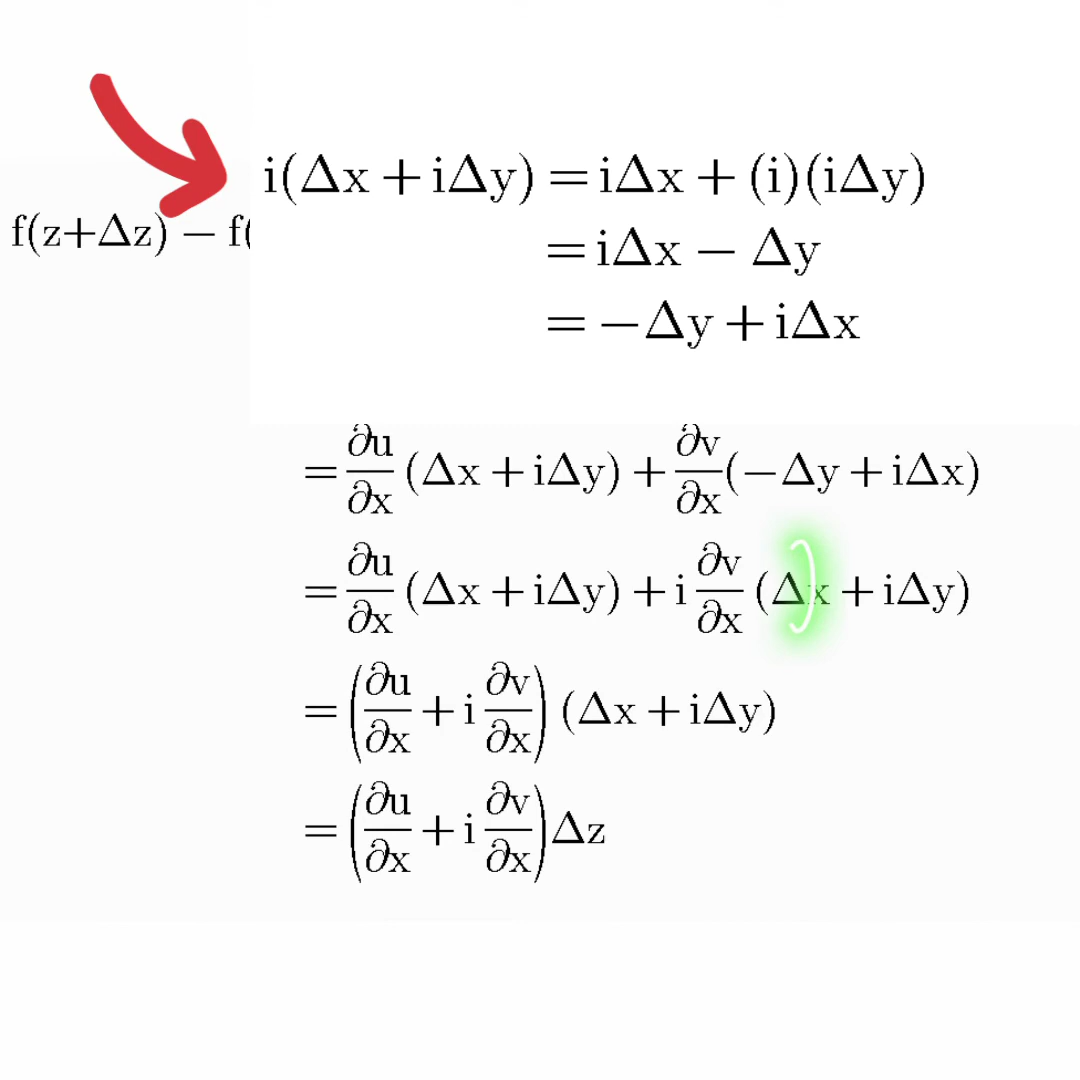 i(Δx + iΔy) = iΔx + (i)(iΔy)
f(z+Δz) − f(
= iΔx − Δy
= −Δy + iΔx
= ∂u/∂x (Δx + iΔy) + ∂v/∂x (−Δy + iΔx)
= ∂u/∂x (Δx + iΔy) + i ∂v/∂x (Δx + iΔy)
= (∂u/∂x + i ∂v/∂x) (Δx + iΔy)
= (∂u/∂x + i ∂v/∂x) Δz